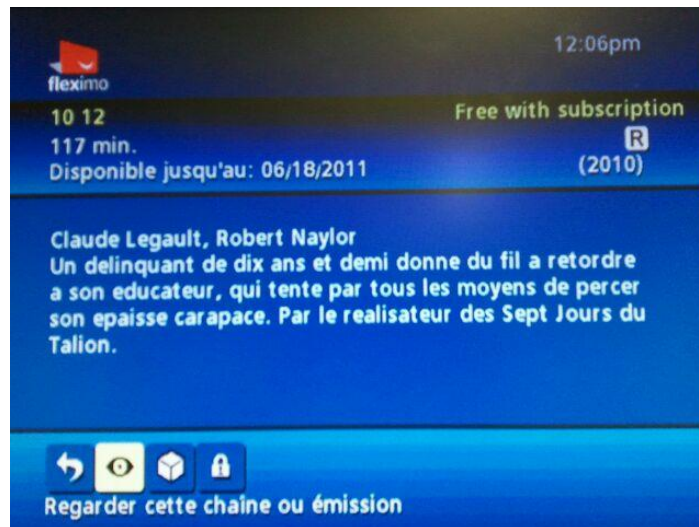 12:06pm
fleximo
10 12
Free with subscription
117 min.
R
Disponible jusqu'au: 06/18/2011
(2010)
Claude Legault, Robert Naylor
Un delinquant de dix ans et demi donne du fil a retordre
a son educateur, qui tente par tous les moyens de percer
son epaisse carapace. Par le realisateur des Sept Jours du
Talion.
Regarder cette chaîne ou émission